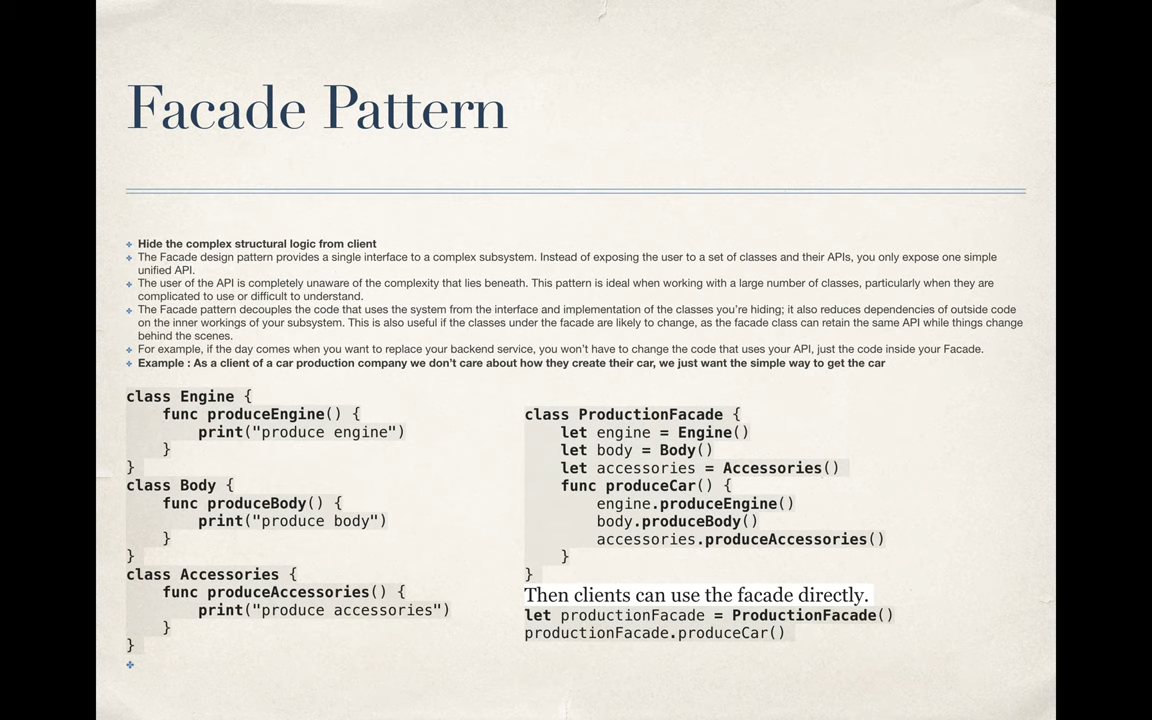 Facade Pattern
Hide the complex structural logic from client
The Facade design pattern provides a single interface to a complex subsystem. Instead of exposing the user to a set of classes and their APIs, you only expose one simple
unified API.
The user of the API is completely unaware of the complexity that lies beneath. This pattern is ideal when working with a large number of classes, particularly when they are
complicated to use or difficult to understand.
The Facade pattern decouples the code that uses the system from the interface and implementation of the classes you're hiding; it also reduces dependencies of outside code
on the inner workings of your subsystem. This is also useful if the classes under the facade are likely to change, as the facade class can retain the same API while things change
behind the scenes.
For example, if the day comes when you want to replace your backend service, you won't have to change the code that uses your API, just the code inside your Facade.
Example : As a client of a car production company we don't care about how they create their car, we just want the simple way to get the car
class Engine {
    func produceEngine() {
        print("produce engine")
    }
}
class Body {
    func produceBody() {
        print("produce body")
    }
}
class Accessories {
    func produceAccessories() {
        print("produce accessories")
    }
}
class ProductionFacade {
    let engine = Engine()
    let body = Body()
    let accessories = Accessories()
    func produceCar() {
        engine.produceEngine()
        body.produceBody()
        accessories.produceAccessories()
    }
}
Then clients can use the facade directly.
let productionFacade = ProductionFacade()
productionFacade.produceCar()